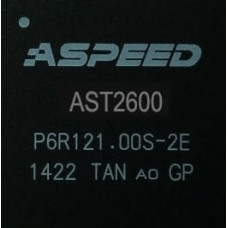 ASPEED
AST2600
P6R121.00S-2E
1422 TAN A0 GP